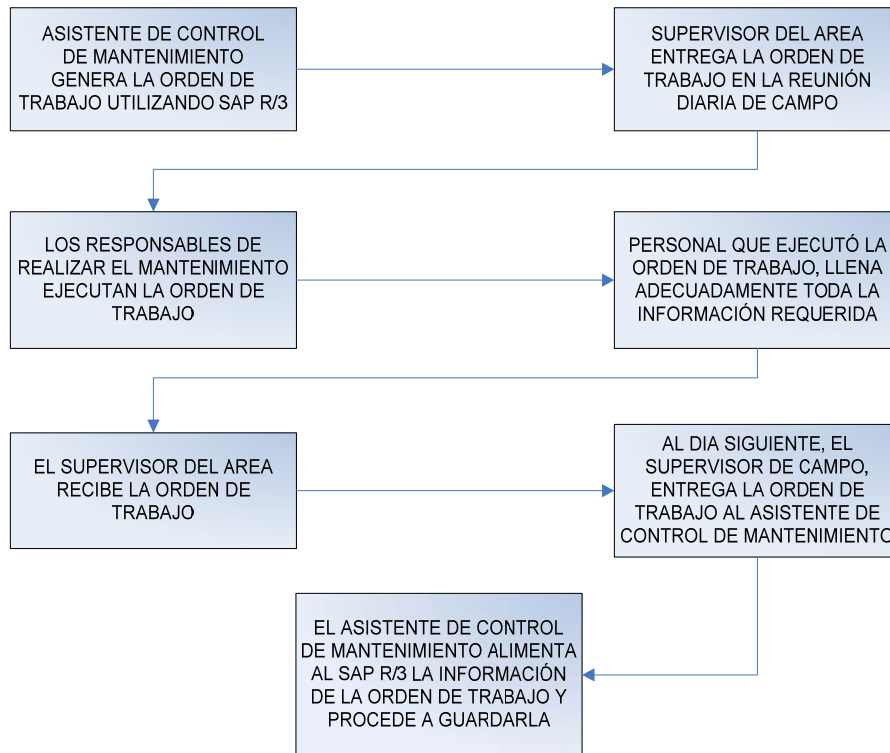 ASISTENTE DE CONTROL
DE MANTENIMIENTO
GENERA LA ORDEN DE
TRABAJO UTILIZANDO SAP R/3
SUPERVISOR DEL AREA
ENTREGA LA ORDEN DE
TRABAJO EN LA REUNIÓN
DIARIA DE CAMPO
LOS RESPONSABLES DE
REALIZAR EL MANTENIMIENTO
EJECUTAN LA ORDEN DE
TRABAJO
PERSONAL QUE EJECUTÓ LA
ORDEN DE TRABAJO, LLENA
ADECUADAMENTE TODA LA
INFORMACIÓN REQUERIDA
EL SUPERVISOR DEL AREA
RECIBE LA ORDEN DE
TRABAJO
AL DIA SIGUIENTE, EL
SUPERVISOR DE CAMPO,
ENTREGA LA ORDEN DE
TRABAJO AL ASISTENTE DE
CONTROL DE MANTENIMIENTO
EL ASISTENTE DE CONTROL
DE MANTENIMIENTO ALIMENTA
AL SAP R/3 LA INFORMACIÓN
DE LA ORDEN DE TRABAJO Y
PROCEDE A GUARDARLA